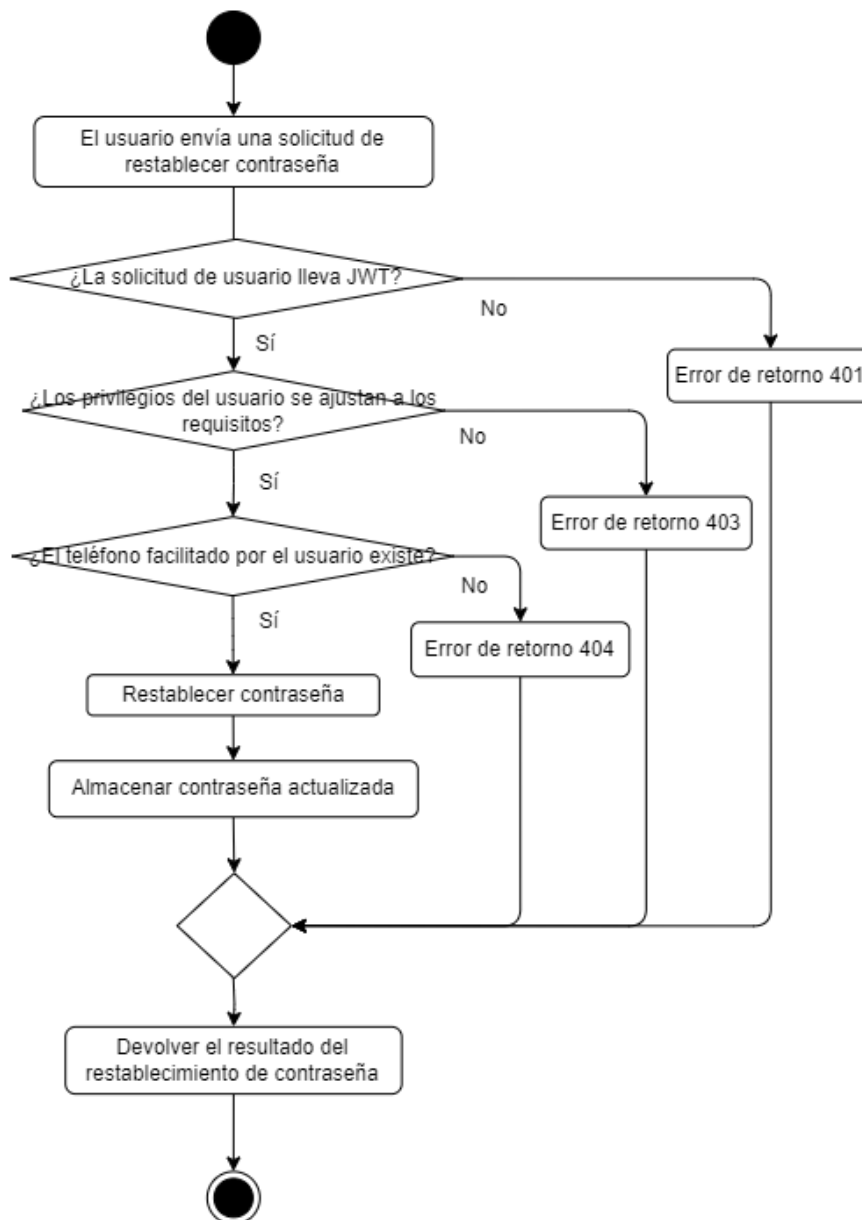 El usuario envía una solicitud de
restablecer contraseña
¿La solicitud de usuario lleva JWT?
No
Sí
Error de retorno 401
¿Los privilegios del usuario se ajustan a los
requisitos?
No
Sí
Error de retorno 403
¿El teléfono facilitado por el usuario existe?
No
Sí
Error de retorno 404
Restablecer contraseña
Almacenar contraseña actualizada
Devolver el resultado del
restablecimiento de contraseña